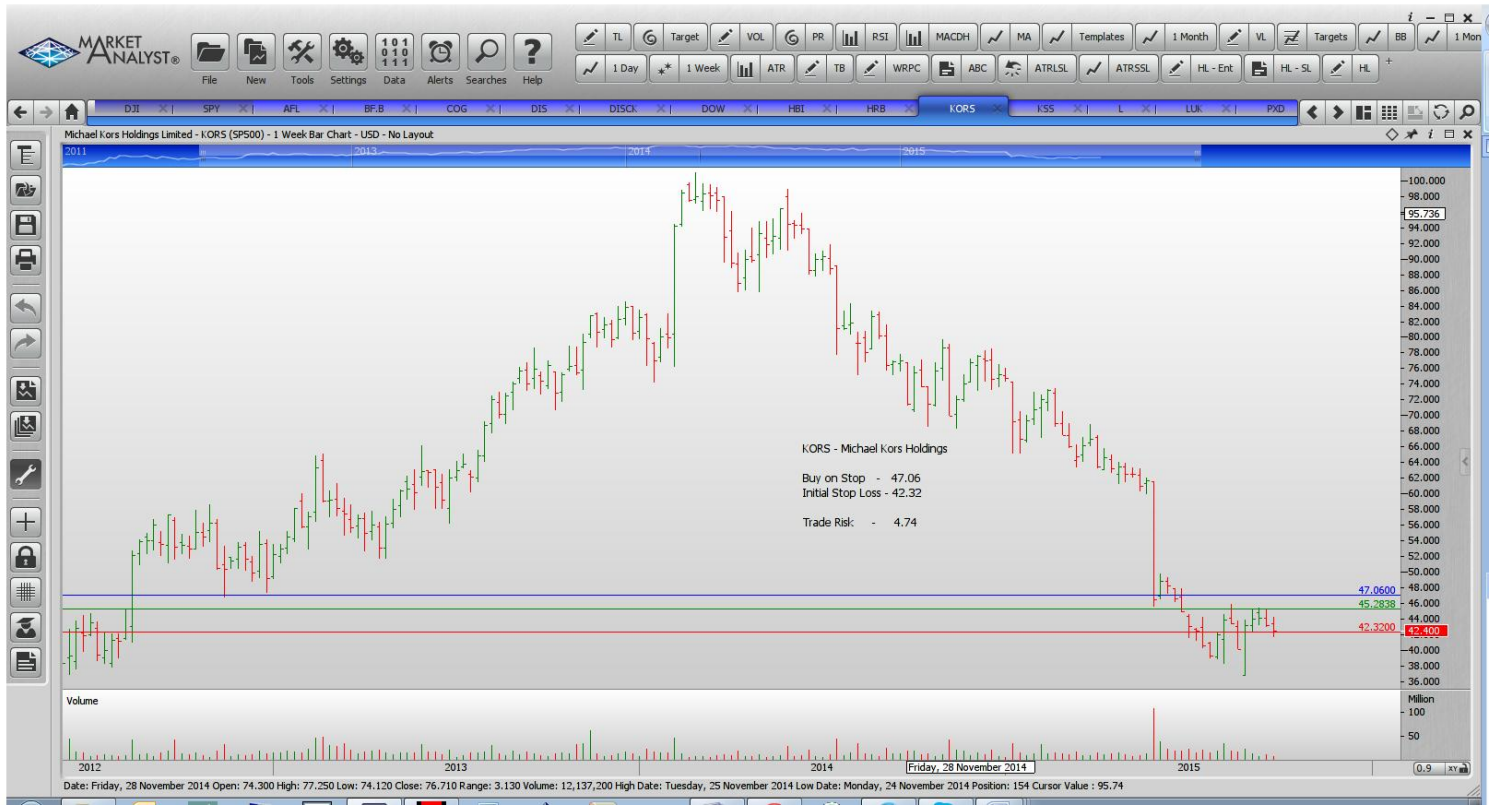 i
MARKET
ANALYST®
File New Tools Settings Data Alerts Searches Help
101
010
111
TL Target VOL PR RSI MACDH MA Templates 1 Month VL Targets BB 1 Mon
1 Day 1 Week ATR TB WRPC ABC ATRLSL ATRSSL HL - Ent HL - SL HL +
DJI SPY AFL BF.B COG DIS DISCK DOW HBI HRB KORS KSS L LUK PXD
Michael Kors Holdings Limited - KORS (SP500) - 1 Week Bar Chart - USD - No Layout
2011 2013 2014 2015
100.000
98.000
95.736
94.000
92.000
90.000
88.000
86.000
84.000
82.000
80.000
78.000
76.000
74.000
72.000
70.000
68.000
66.000
64.000
62.000
60.000
58.000
56.000
54.000
52.000
50.000
48.000
46.000
44.000
42.400
40.000
38.000
36.000
KORS - Michael Kors Holdings
Buy on Stop - 47.06
Initial Stop Loss - 42.32
Trade Risk - 4.74
47.0600
45.2838
42.3200
Volume
Million
100
50
2012 2013 2014 Friday, 28 November 2014 2015
0.9 XY
Date: Friday, 28 November 2014 Open: 74.300 High: 77.250 Low: 74.120 Close: 76.710 Range: 3.130 Volume: 12,137,200 High Date: Tuesday, 25 November 2014 Low Date: Monday, 24 November 2014 Position: 154 Cursor Value : 95.74